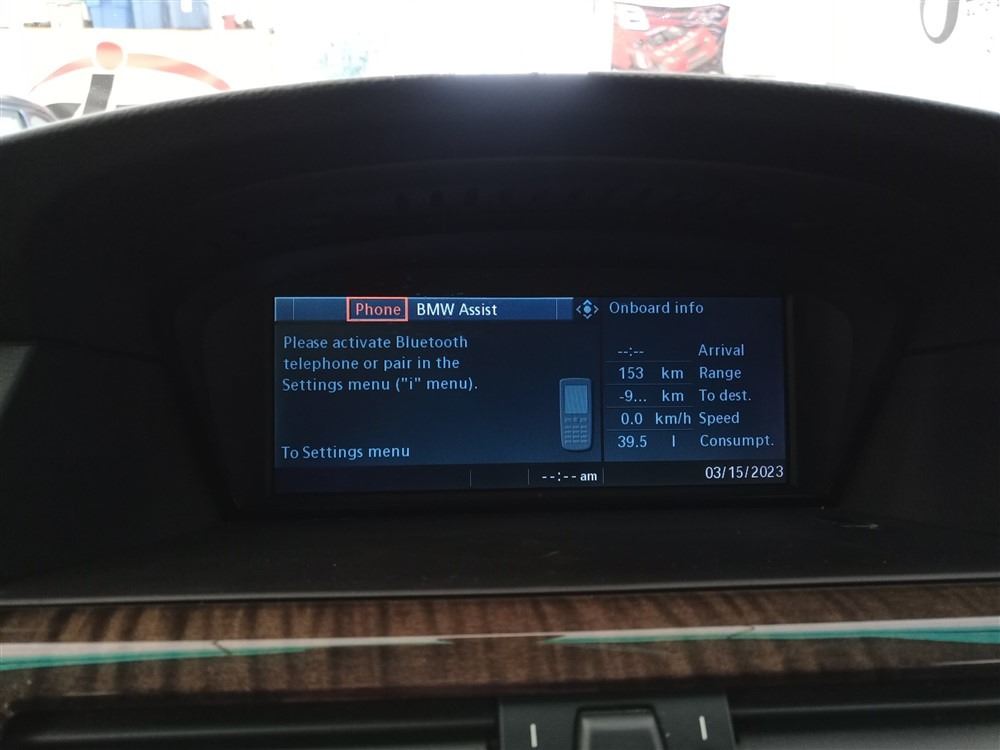 Phone BMW Assist
Please activate Bluetooth
telephone or pair in the
Settings menu ("i" menu).
To Settings menu
--:-- am
Onboard info
--:-- Arrival
153 km Range
-9... km To dest.
0.0 km/h Speed
39.5 l Consumpt.
03/15/2023